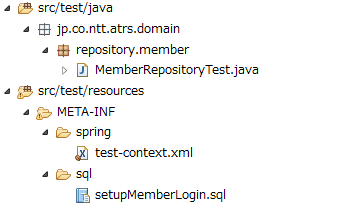 src/test/java
jp.co.ntt.atrs.domain
repository.member
MemberRepositoryTest.java
src/test/resources
META-INF
spring
test-context.xml
sql
setupMemberLogin.sql